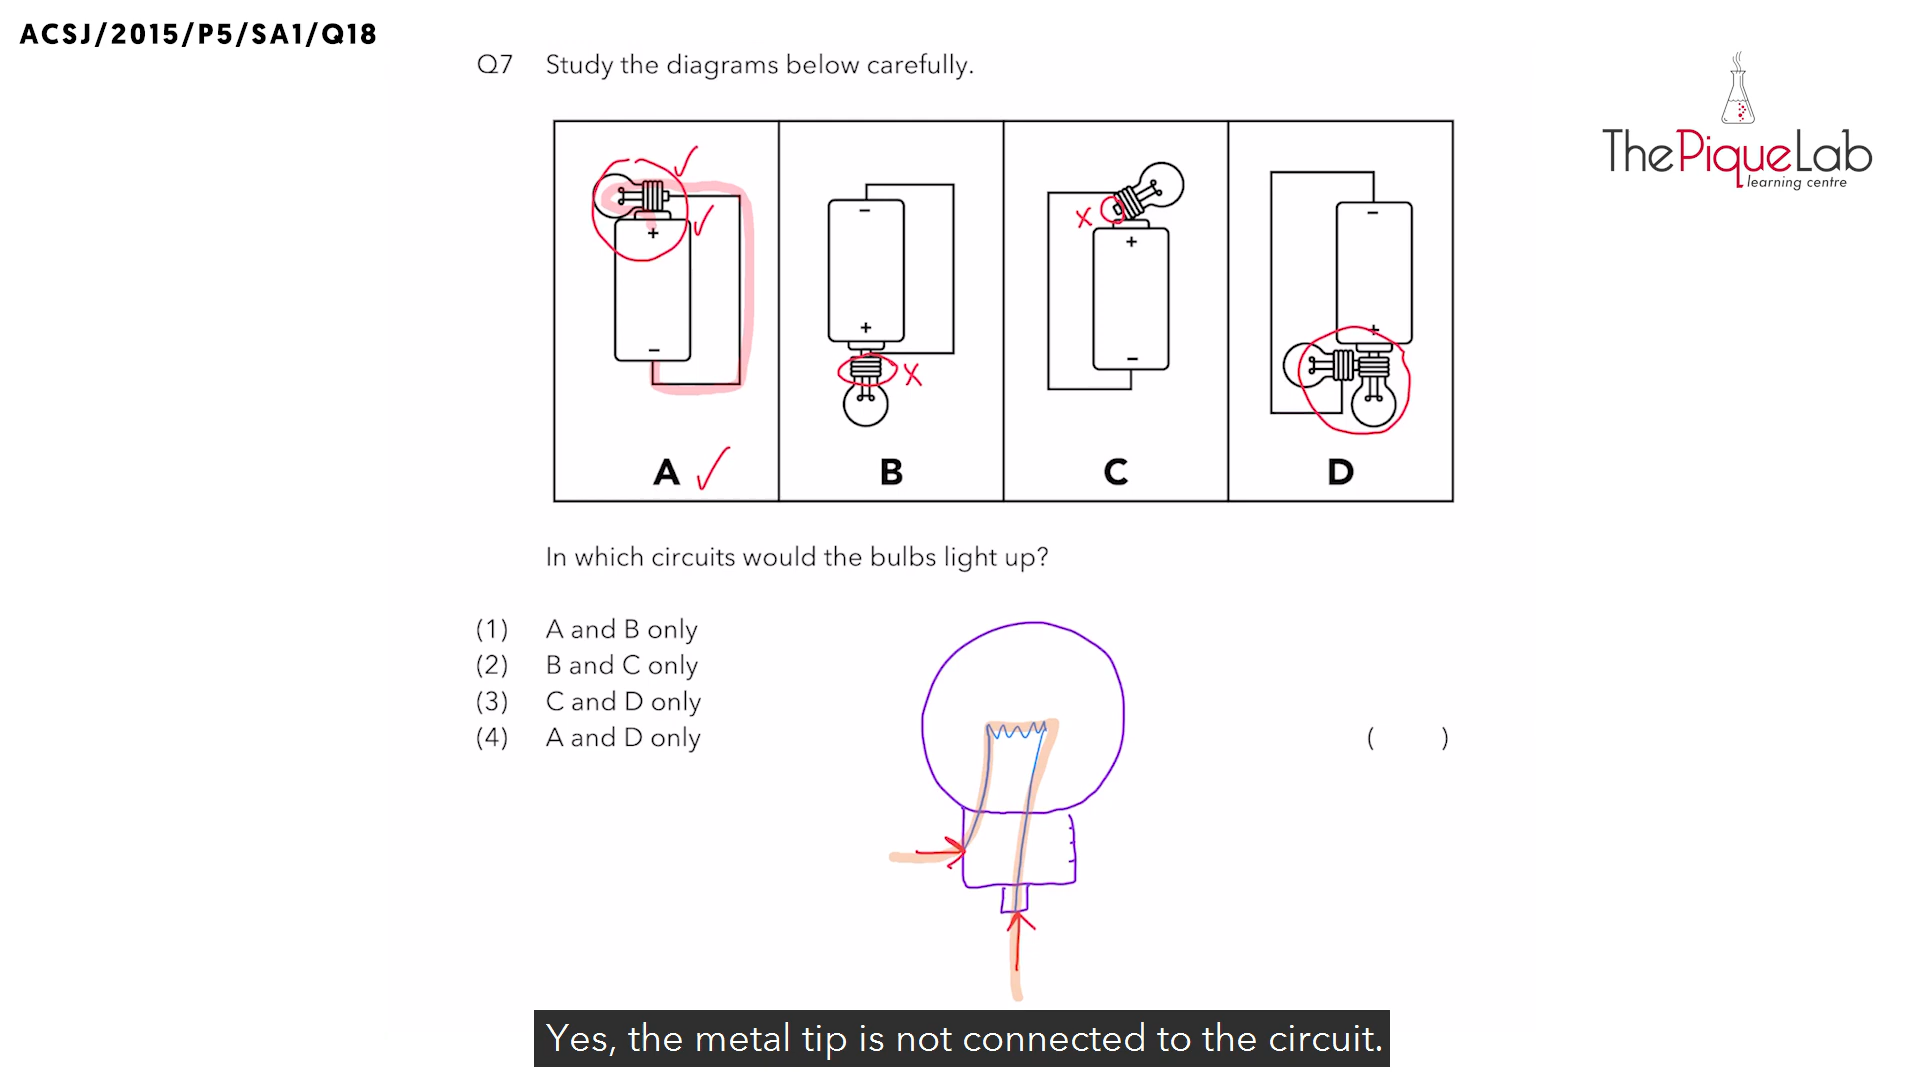 ACSJ/2015/P5/SA1/Q18
Q7 Study the diagrams below carefully.
ThePiqueLab
learning centre
+
−
A
−
+
B
+
−
C
−
+
D
X
X
In which circuits would the bulbs light up?
(1) A and B only
(2) B and C only
(3) C and D only
(4) A and D only
( )
Yes, the metal tip is not connected to the circuit.